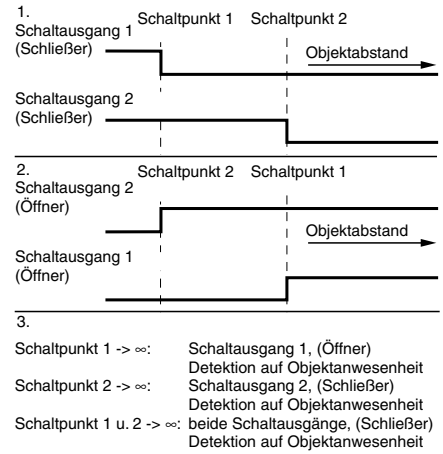 1.
Schaltpunkt 1 Schaltpunkt 2
Schaltausgang 1
(Schließer)
Objektabstand
Schaltausgang 2
(Schließer)
2.
Schaltpunkt 2 Schaltpunkt 1
Schaltausgang 2
(Öffner)
Objektabstand
Schaltausgang 1
(Öffner)
3.
Schaltpunkt 1 -> ∞: Schaltausgang 1, (Öffner)
Detektion auf Objektanwesenheit
Schaltpunkt 2 -> ∞: Schaltausgang 2, (Schließer)
Detektion auf Objektanwesenheit
Schaltpunkt 1 u. 2 -> ∞: beide Schaltausgänge, (Schließer)
Detektion auf Objektanwesenheit